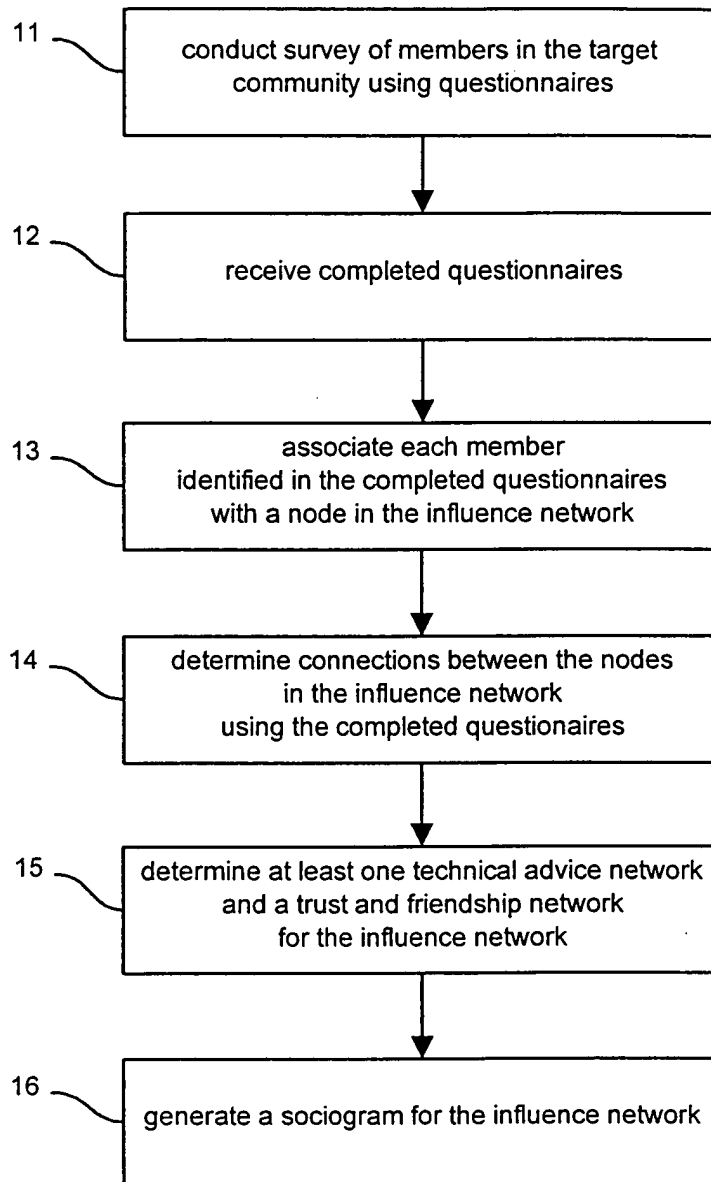 11
conduct survey of members in the target
community using questionnaires
12
receive completed questionnaires
13
associate each member
identified in the completed questionnaires
with a node in the influence network
14
determine connections between the nodes
in the influence network
using the completed questionaires
15
determine at least one technical advice network
and a trust and friendship network
for the influence network
16
generate a sociogram for the influence network